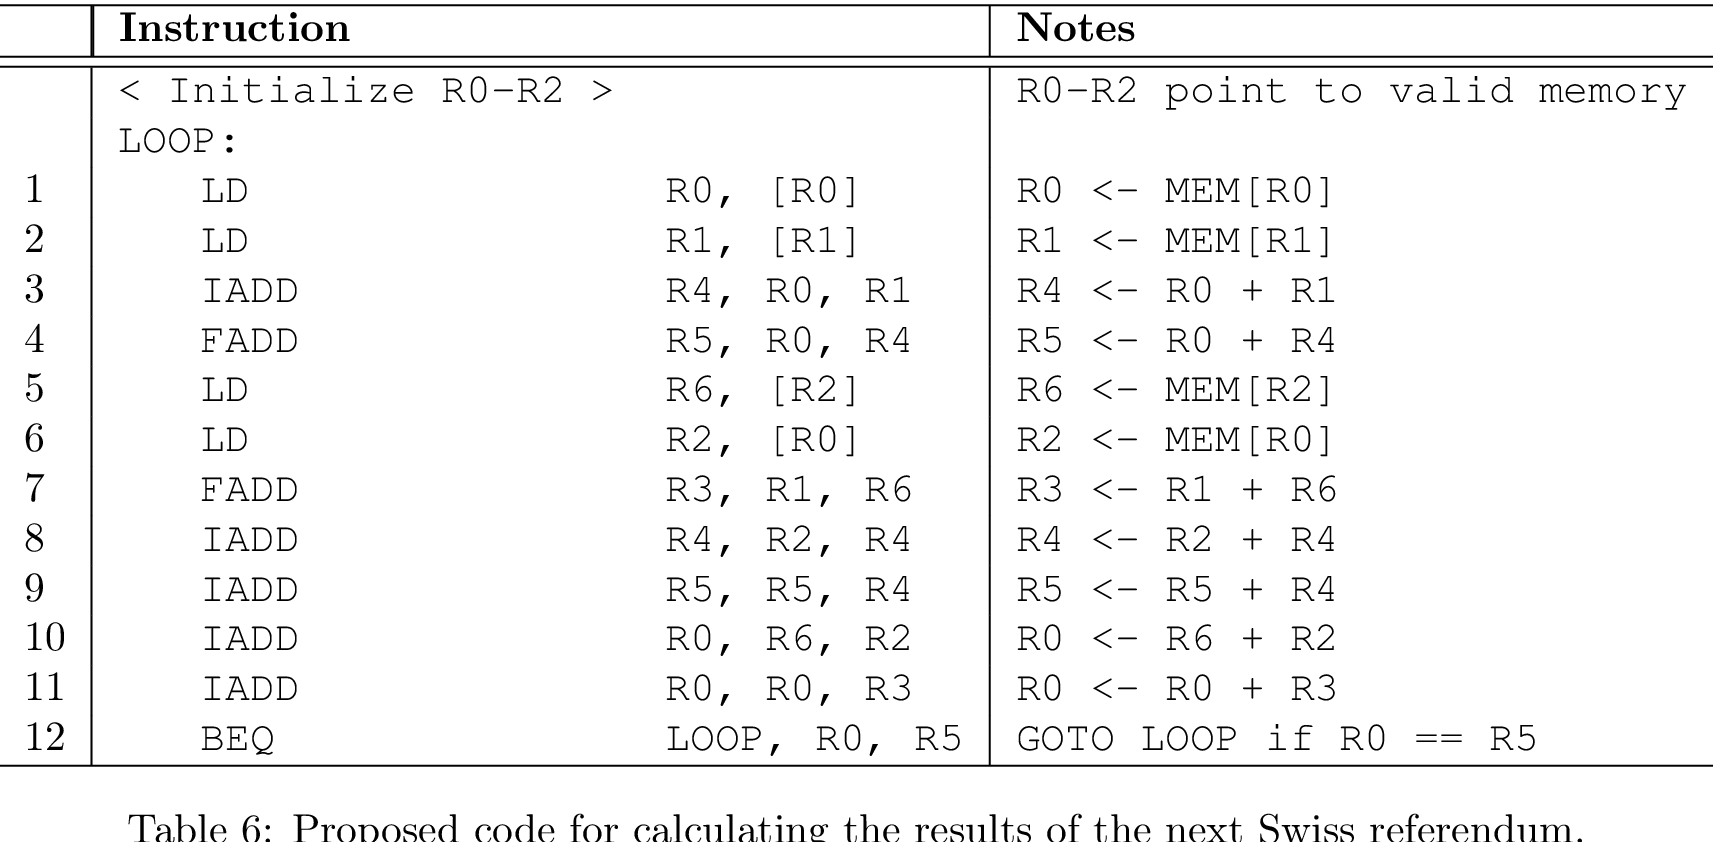 Instruction Notes
< Initialize R0-R2 > R0-R2 point to valid memory
LOOP:
1 LD R0, [R0] R0 <- MEM[R0]
2 LD R1, [R1] R1 <- MEM[R1]
3 IADD R4, R0, R1 R4 <- R0 + R1
4 FADD R5, R0, R4 R5 <- R0 + R4
5 LD R6, [R2] R6 <- MEM[R2]
6 LD R2, [R0] R2 <- MEM[R0]
7 FADD R3, R1, R6 R3 <- R1 + R6
8 IADD R4, R2, R4 R4 <- R2 + R4
9 IADD R5, R5, R4 R5 <- R5 + R4
10 IADD R0, R6, R2 R0 <- R6 + R2
11 IADD R0, R0, R3 R0 <- R0 + R3
12 BEQ LOOP, R0, R5 GOTO LOOP if R0 == R5
Table 6: Proposed code for calculating the results of the next Swiss referendum.